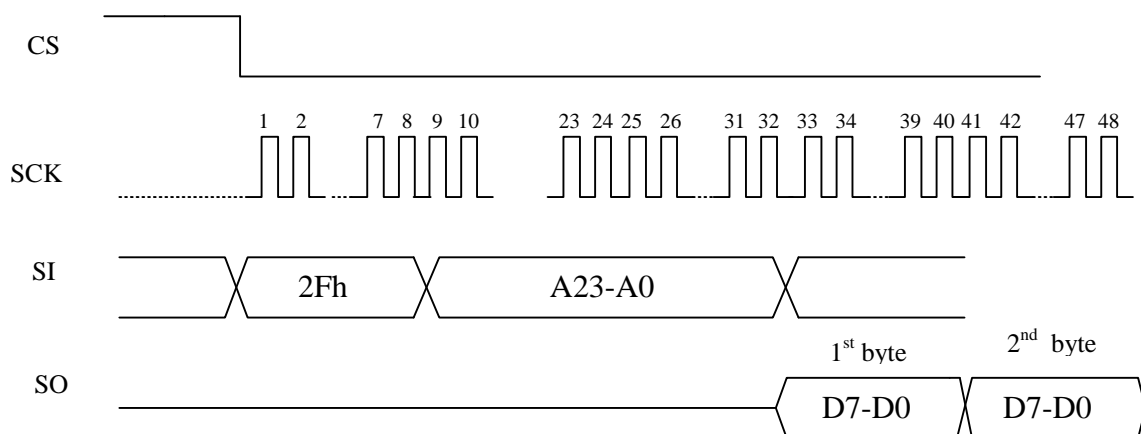 CS
1 2 7 8 9 10 23 24 25 26 31 32 33 34 39 40 41 42 47 48
SCK
SI
2Fh A23-A0
1st byte 2nd byte
SO
D7-D0 D7-D0